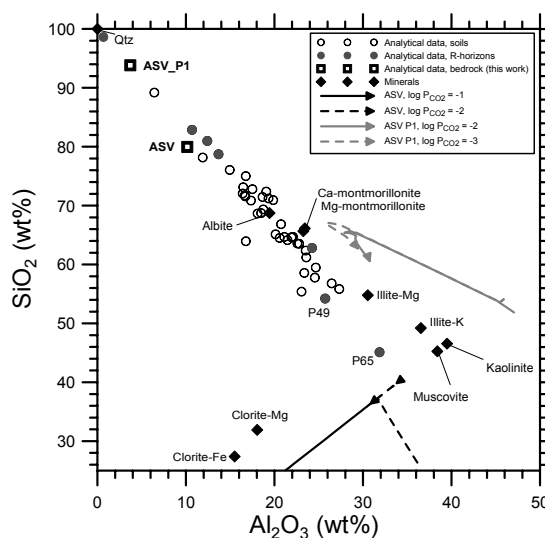 100
90
80
70
60
50
40
30
SiO2 (wt%)
0
10
20
30
40
50
Al2O3 (wt%)
Analytical data, soils
Analytical data, R-horizons
Analytical data, bedrock (this work)
Minerals
ASV, log PCO2 = -1
ASV, log PCO2 = -2
ASV P1, log PCO2 = -2
ASV P1, log PCO2 = -3
Qtz
ASV_P1
ASV
Ca-montmorillonite
Mg-montmorillonite
Albite
Illite-Mg
P49
Illite-K
P65
Kaolinite
Muscovite
Clorite-Mg
Clorite-Fe